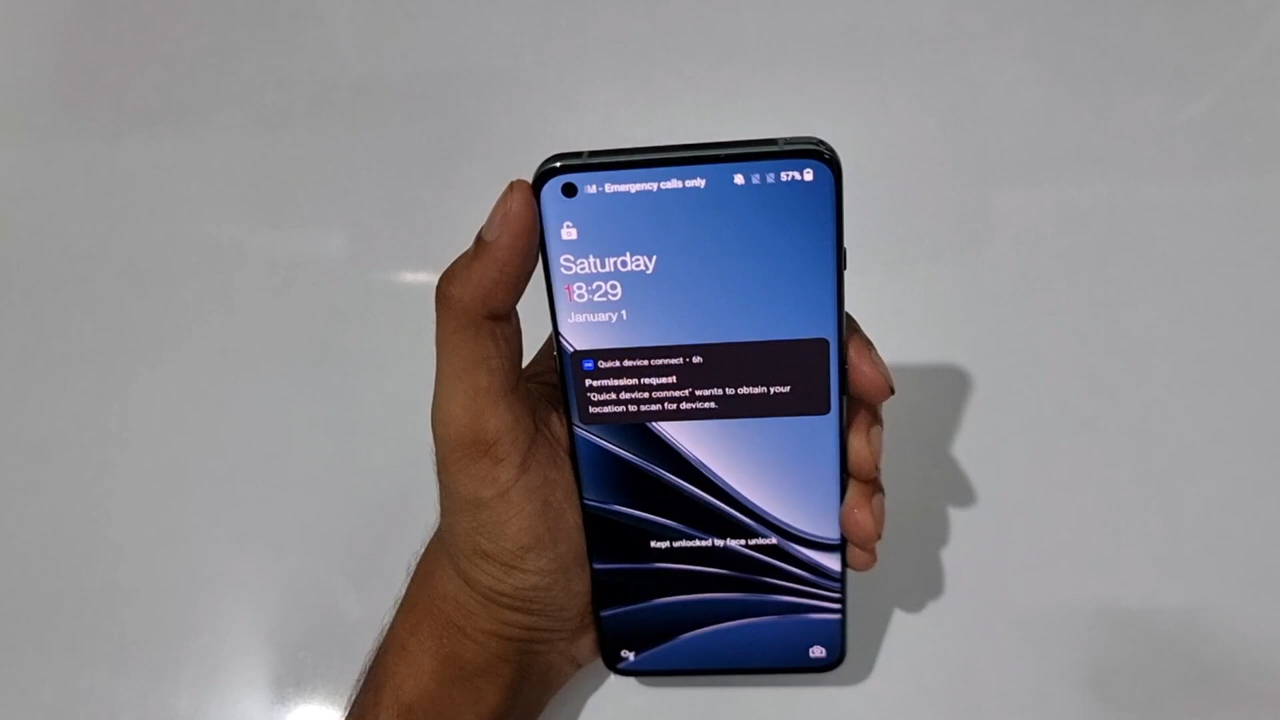 M - Emergency calls only
57%
Saturday
18:29
January 1
Quick device connect • 6h
Permission request
"Quick device connect" wants to obtain your
location to scan for devices.
Kept unlocked by face unlock